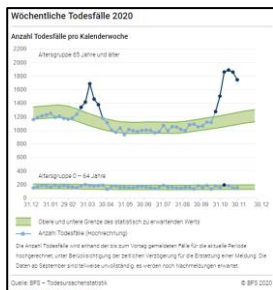 Wöchentliche Todesfälle 2020
Anzahl Todesfälle pro Kalenderwoche
2200
2000
Altersgruppe 65 Jahre und älter
1800
1600
1400
1200
1000
800
600
400
Altersgruppe 0 – 64 Jahre
200
0
31.12 31.01 29.02 31.03 30.04 31.05 30.06 31.07 31.08 30.09 31.10 30.11 30.12
Obere und untere Grenze des statistisch zu erwartenden Werts
Anzahl Todesfälle (Hochrechnung)
Die Anzahl Todesfälle wird anhand der bis zum Vortag gemeldeten Fälle für die aktuelle Periode
hochgerechnet, unter Berücksichtigung der zeitlichen Verzögerung für die Erstattung einer Meldung. Die
Daten ab September sind teilweise unvollständig, es werden noch Nachmeldungen erwartet.
Quelle: BFS – Todesursachenstatistik
© BFS 2020